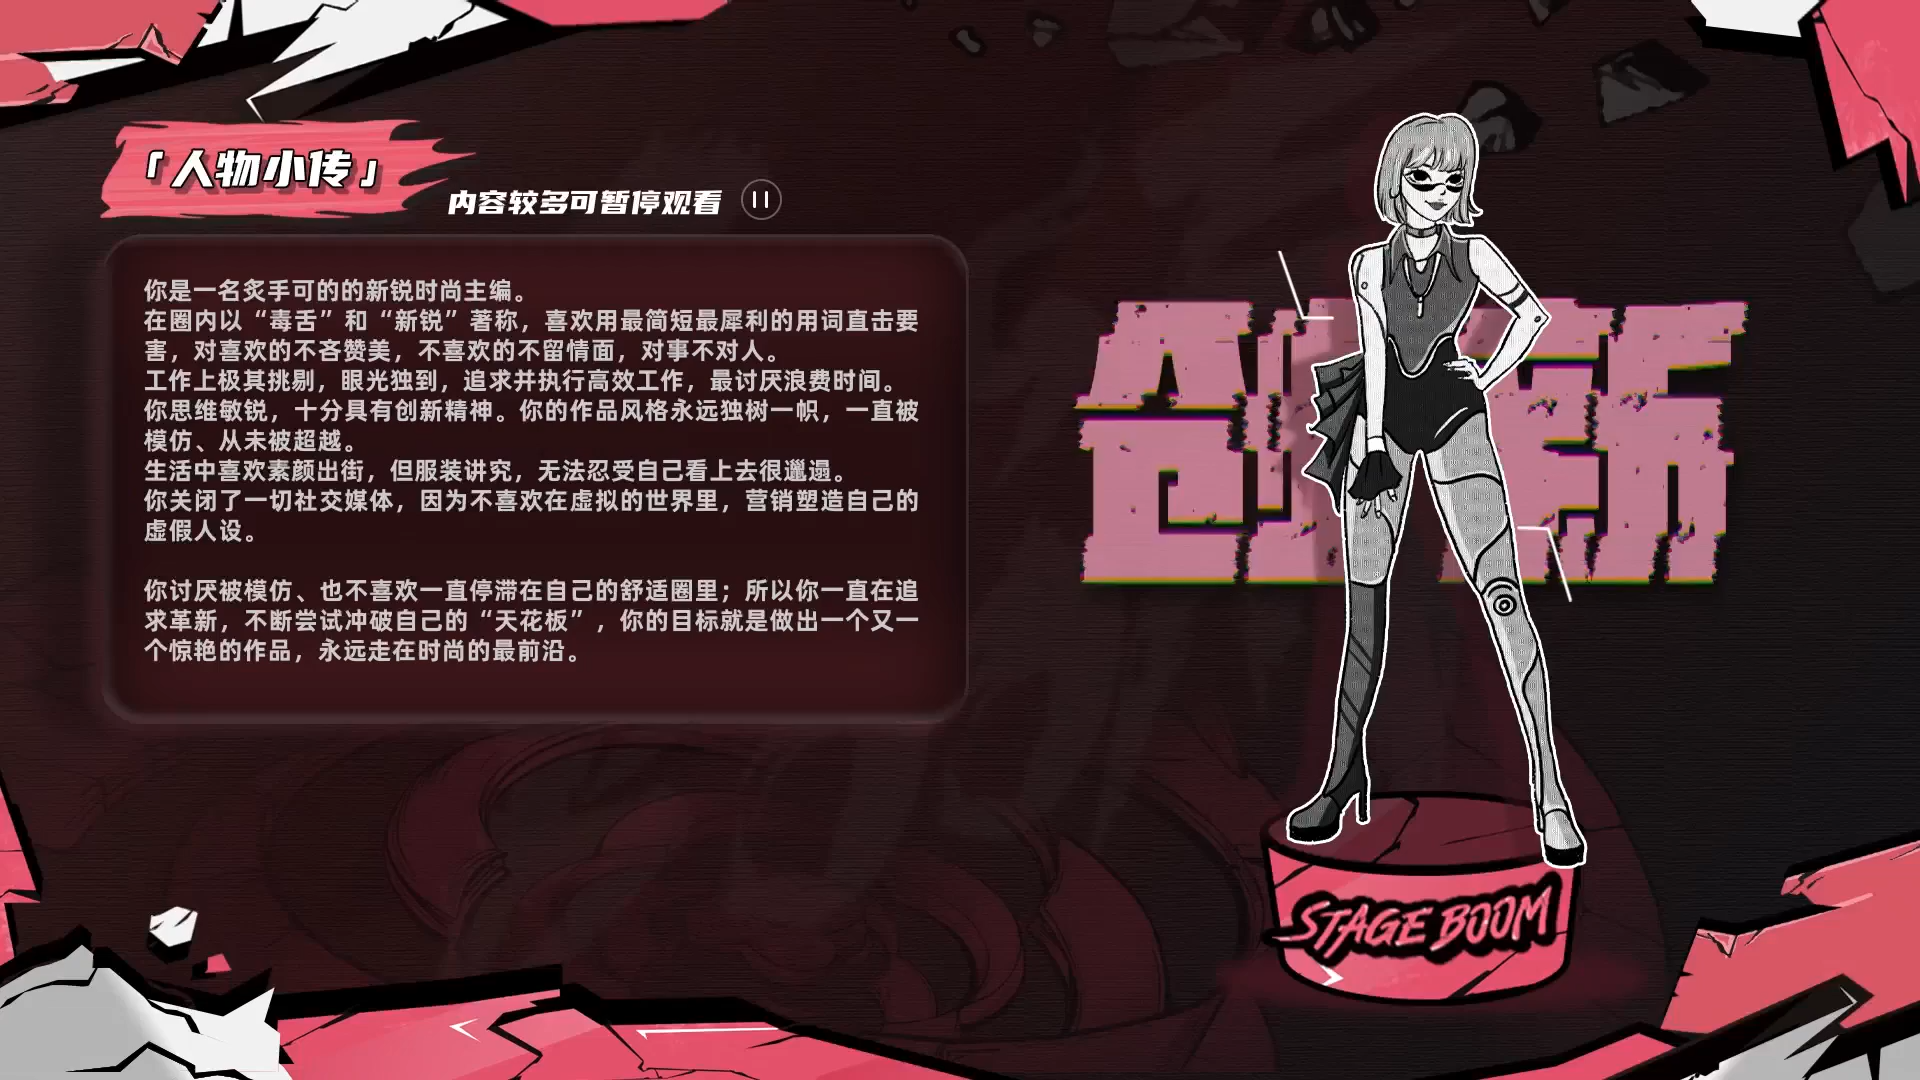 「人物小传」
内容较多可暂停观看
你是一名炙手可的的新锐时尚主编。
在圈内以“毒舌”和“新锐”著称，喜欢用最简短最犀利的用词直击要
害，对喜欢的不吝赞美，不喜欢的不留情面，对事不对人。
工作上极其挑剔，眼光独到，追求并执行高效工作，最讨厌浪费时间。
你思维敏锐，十分具有创新精神。你的作品风格永远独树一帜，一直被
模仿、从未被超越。
生活中喜欢素颜出街，但服装讲究，无法忍受自己看上去很邋遢。
你关闭了一切社交媒体，因为不喜欢在虚拟的世界里，营销塑造自己的
虚假人设。
你讨厌被模仿、也不喜欢一直停滞在自己的舒适圈里；所以你一直在追
求革新，不断尝试冲破自己的“天花板”，你的目标就是做出一个又一
个惊艳的作品，永远走在时尚的最前沿。
创新
STAGE BOOM